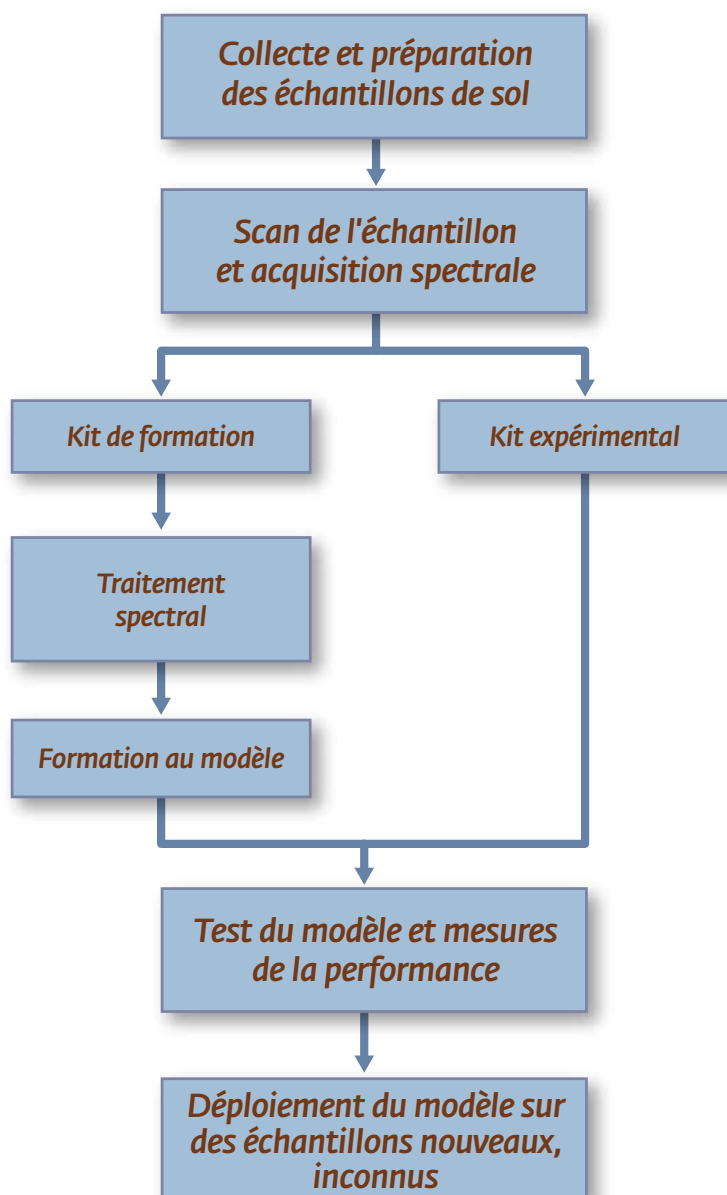 Collecte et préparation
des échantillons de sol
Scan de l'échantillon
et acquisition spectrale
Kit de formation
Kit expérimental
Traitement
spectral
Formation au modèle
Test du modèle et mesures
de la performance
Déploiement du modèle sur
des échantillons nouveaux,
inconnus